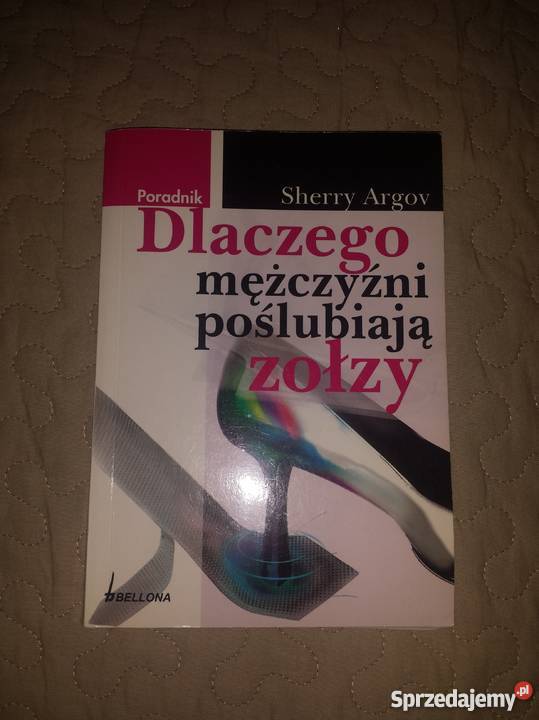 Poradnik
Sherry Argov
Dlaczego
mężczyźni
poślubiają
zołzy
BELLONA
Sprzedajemy.pl